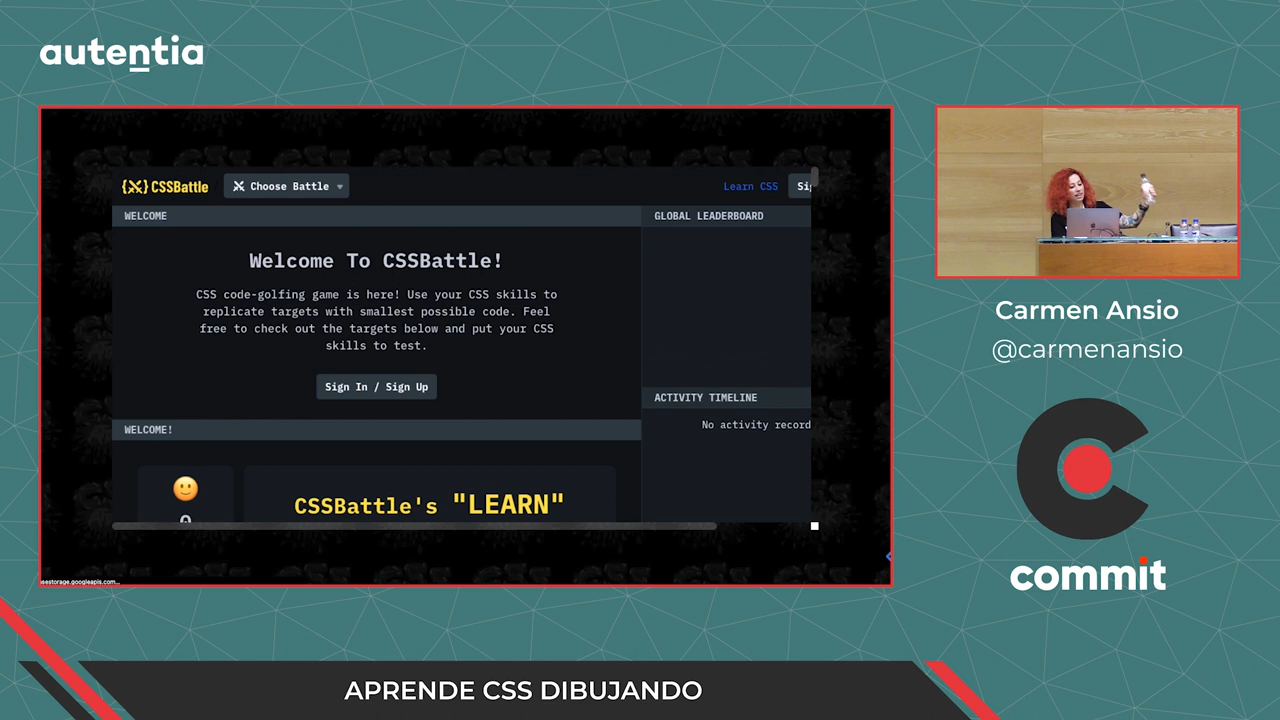 autentia
{X} CSSBattle
Choose Battle
Learn CSS
Si
WELCOME
GLOBAL LEADERBOARD
Welcome To CSSBattle!
CSS code-golfing game is here! Use your CSS skills to
replicate targets with smallest possible code. Feel
free to check out the targets below and put your CSS
skills to test.
Sign In / Sign Up
ACTIVITY TIMELINE
No activity record
WELCOME!
CSSBattle's "LEARN"
Carmen Ansio
@carmenansio
commit
APRENDE CSS DIBUJANDO